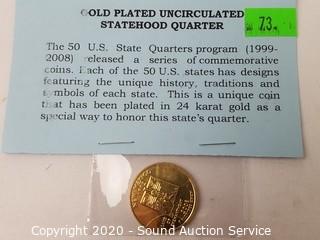 GOLD PLATED UNCIRCULATED
STATEHOOD QUARTER
73
The 50 U.S. State Quarters program (1999-
2008) released a series of commemorative
coins. Each of the 50 U.S. states has designs
featuring the unique history, traditions and
symbols of each state. This is a unique coin
that has been plated in 24 karat gold as a
special way to honor this state's quarter.
Copyright 2020 - Sound Auction Service